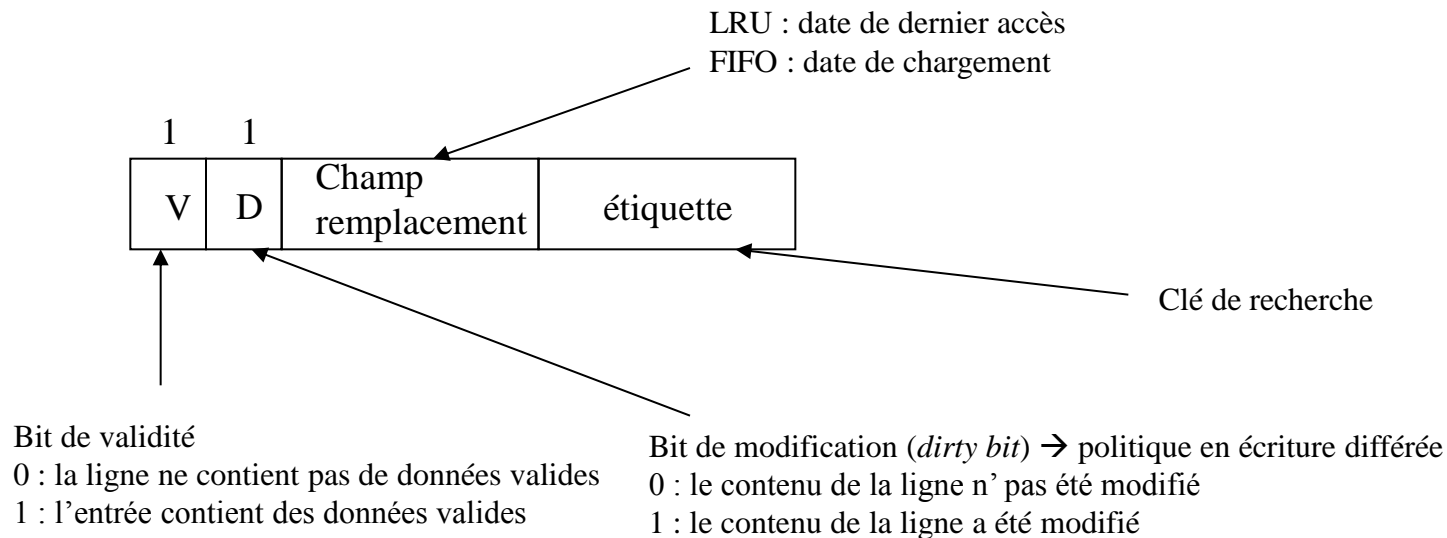 LRU : date de dernier accès
FIFO : date de chargement
1 1
V D Champ remplacement étiquette
Clé de recherche
Bit de validité
0 : la ligne ne contient pas de données valides
1 : l'entrée contient des données valides
Bit de modification (dirty bit) → politique en écriture différée
0 : le contenu de la ligne n' pas été modifié
1 : le contenu de la ligne a été modifié